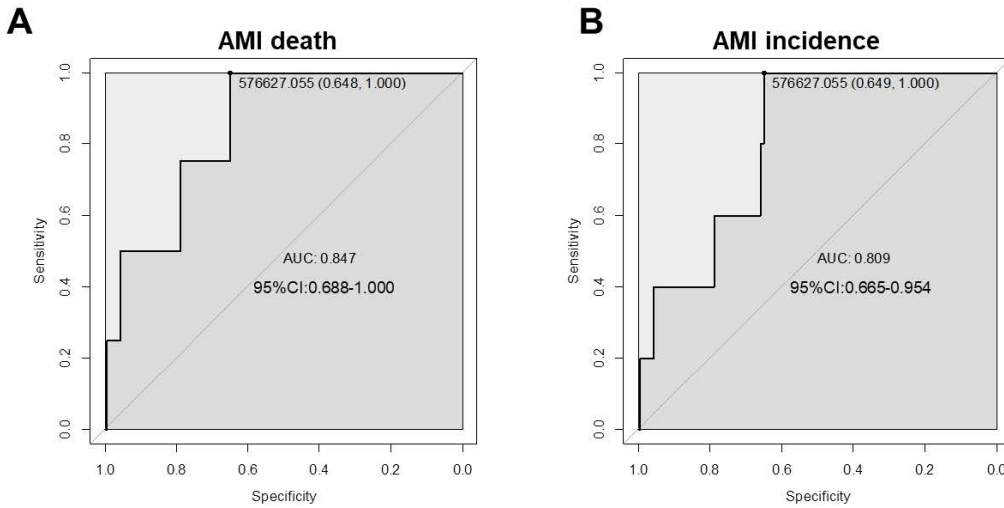 A
AMI death
576627.055 (0.648, 1.000)
AUC: 0.847
95%CI:0.688-1.000
Sensitivity
0.0
0.2
0.4
0.6
0.8
1.0
1.0
0.8
0.6
0.4
0.2
0.0
Specificity
B
AMI incidence
576627.055 (0.649, 1.000)
AUC: 0.809
95%CI:0.665-0.954
Sensitivity
0.0
0.2
0.4
0.6
0.8
1.0
1.0
0.8
0.6
0.4
0.2
0.0
Specificity